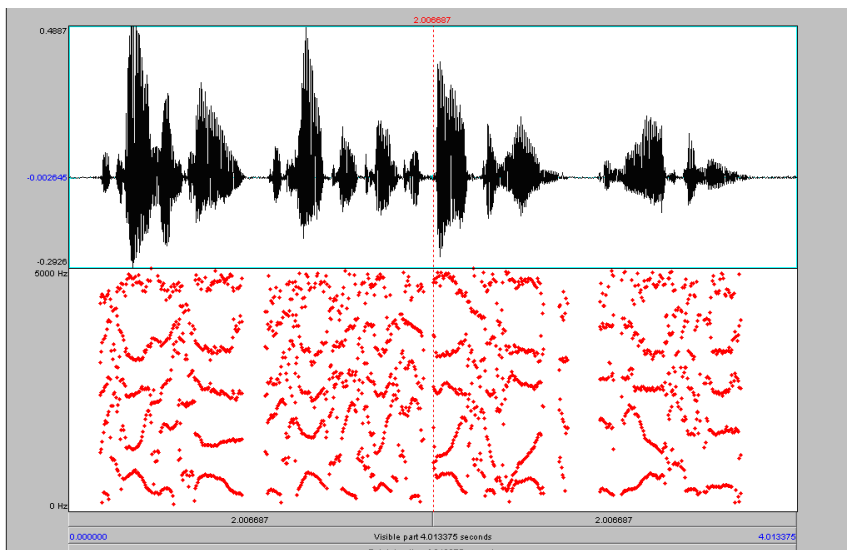 2.006687
0.4887
-0.002645
-0.2926
5000 Hz
0 Hz
2.006687 2.006687
0.000000 Visible part 4.013375 seconds 4.013375